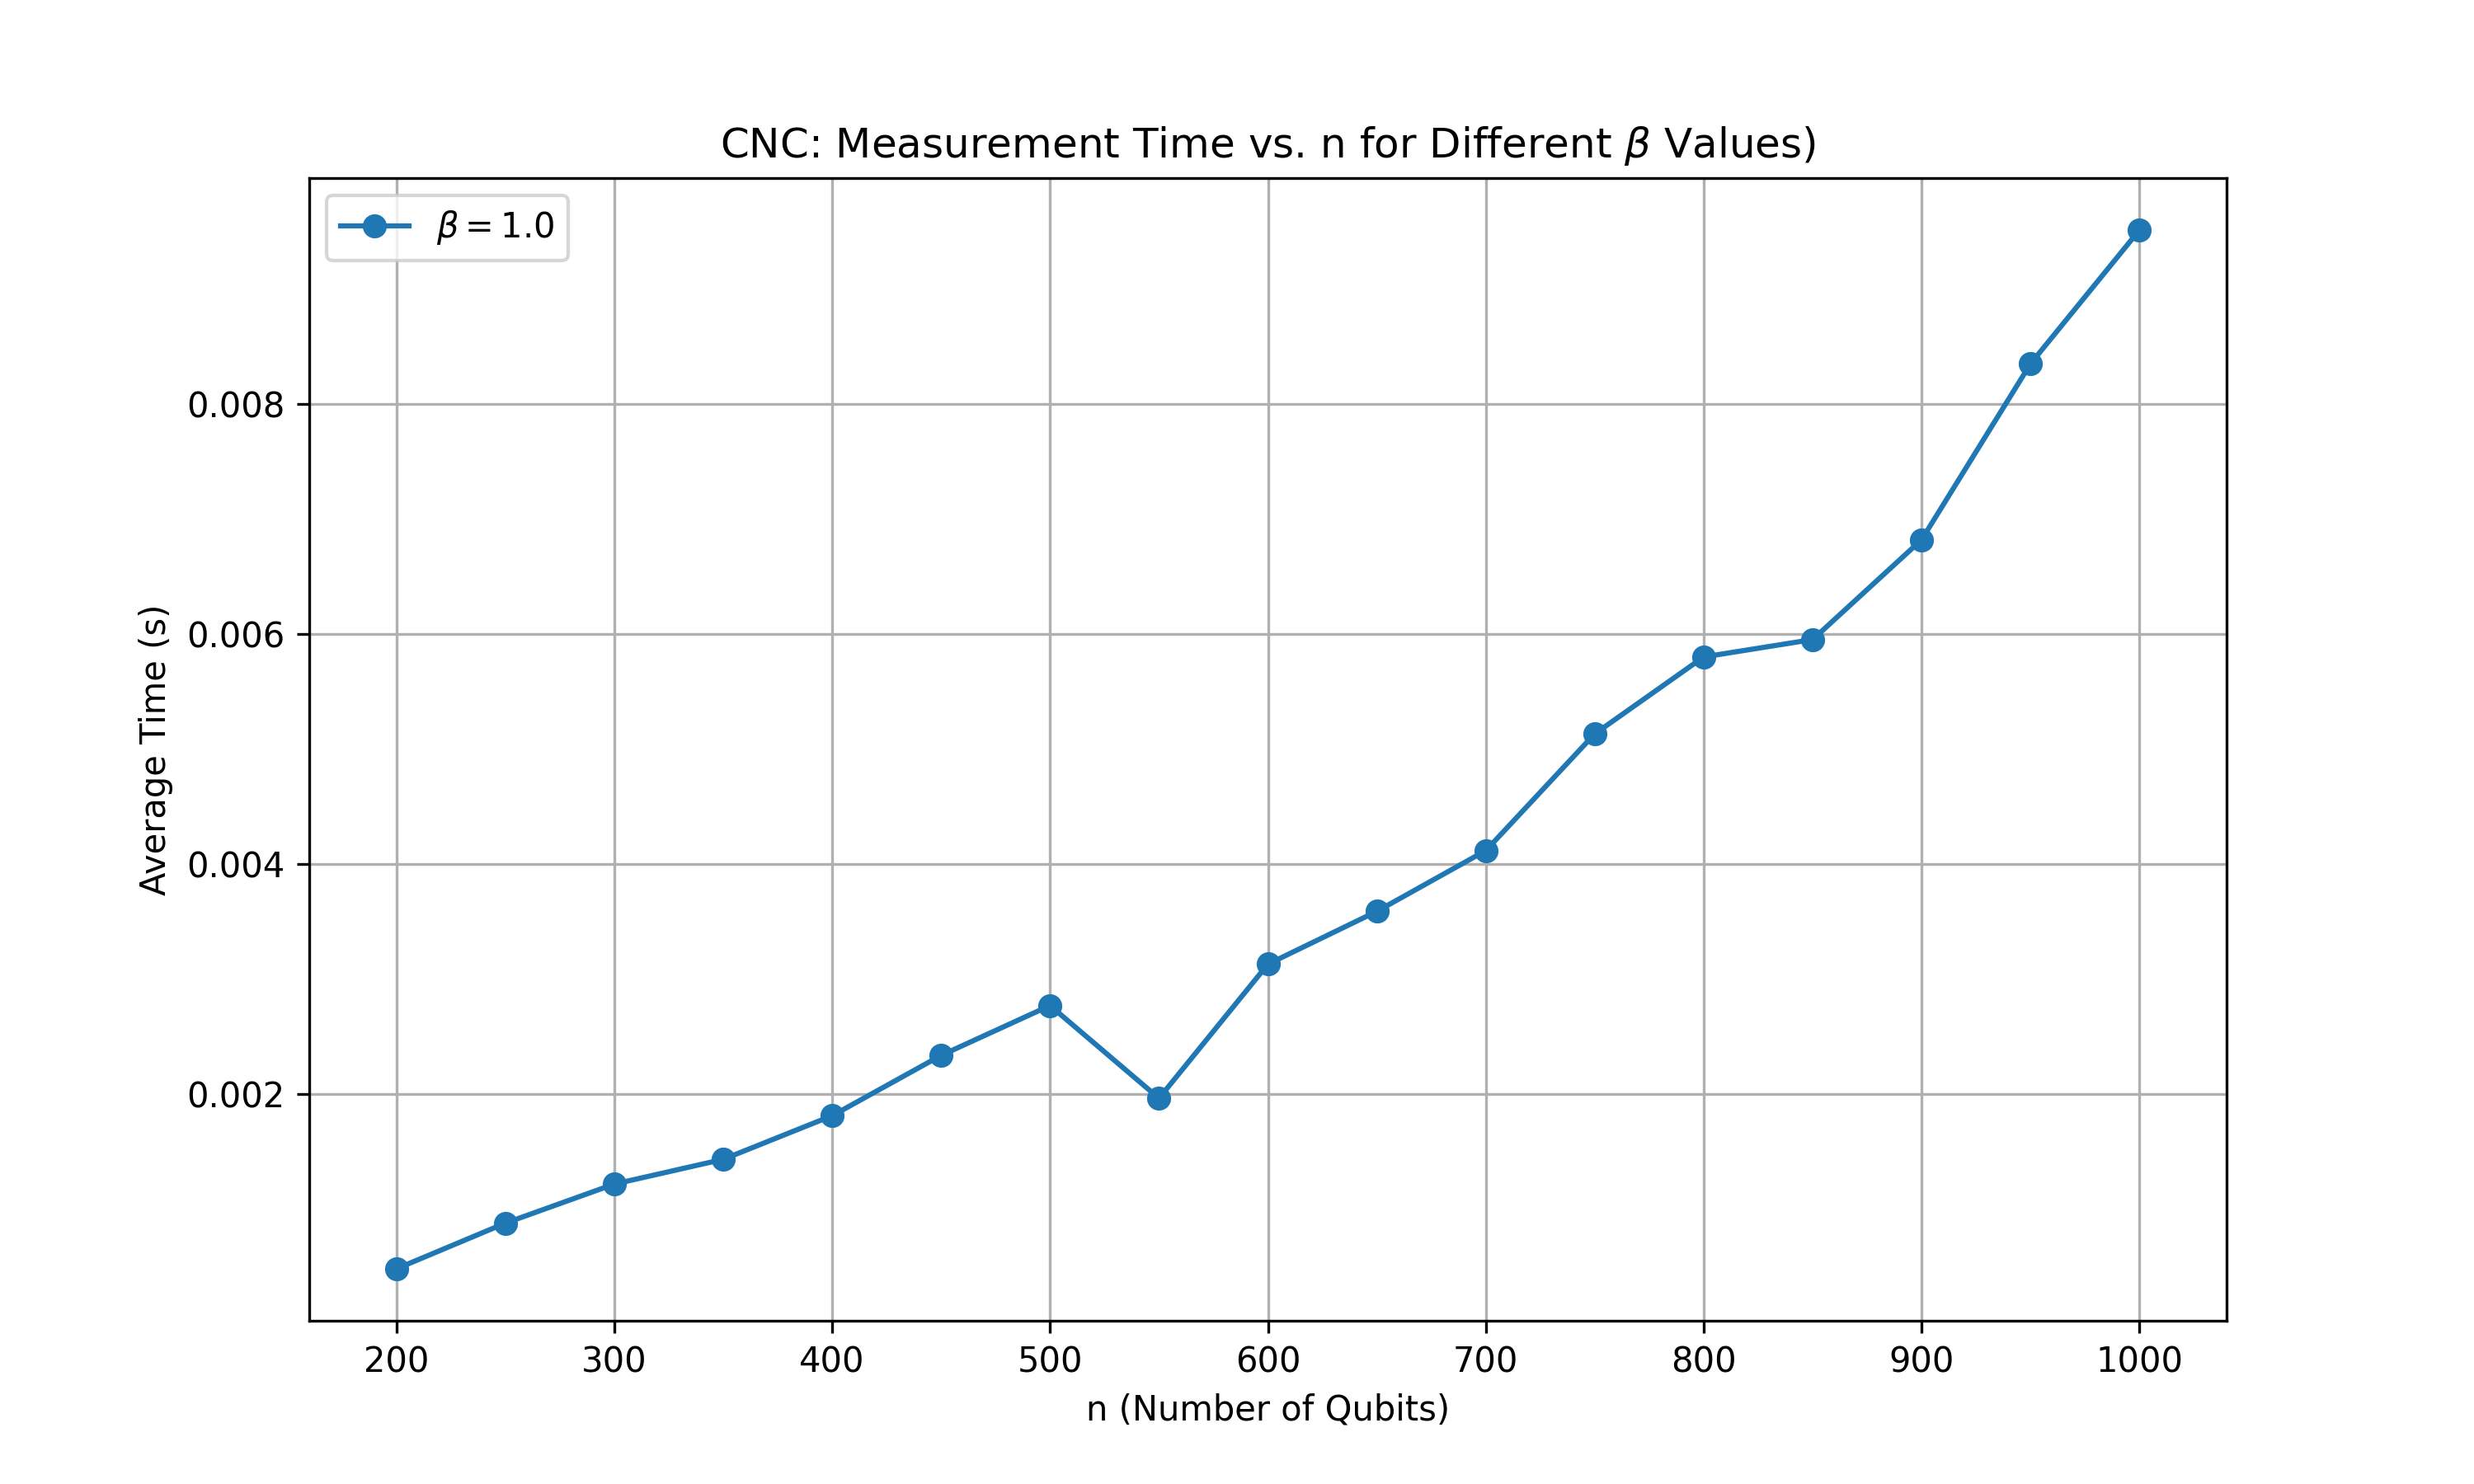 CNC: Measurement Time vs. n for Different β Values)
β = 1.0
0.008
0.006
0.004
0.002
Average Time (s)
200 300 400 500 600 700 800 900 1000
n (Number of Qubits)